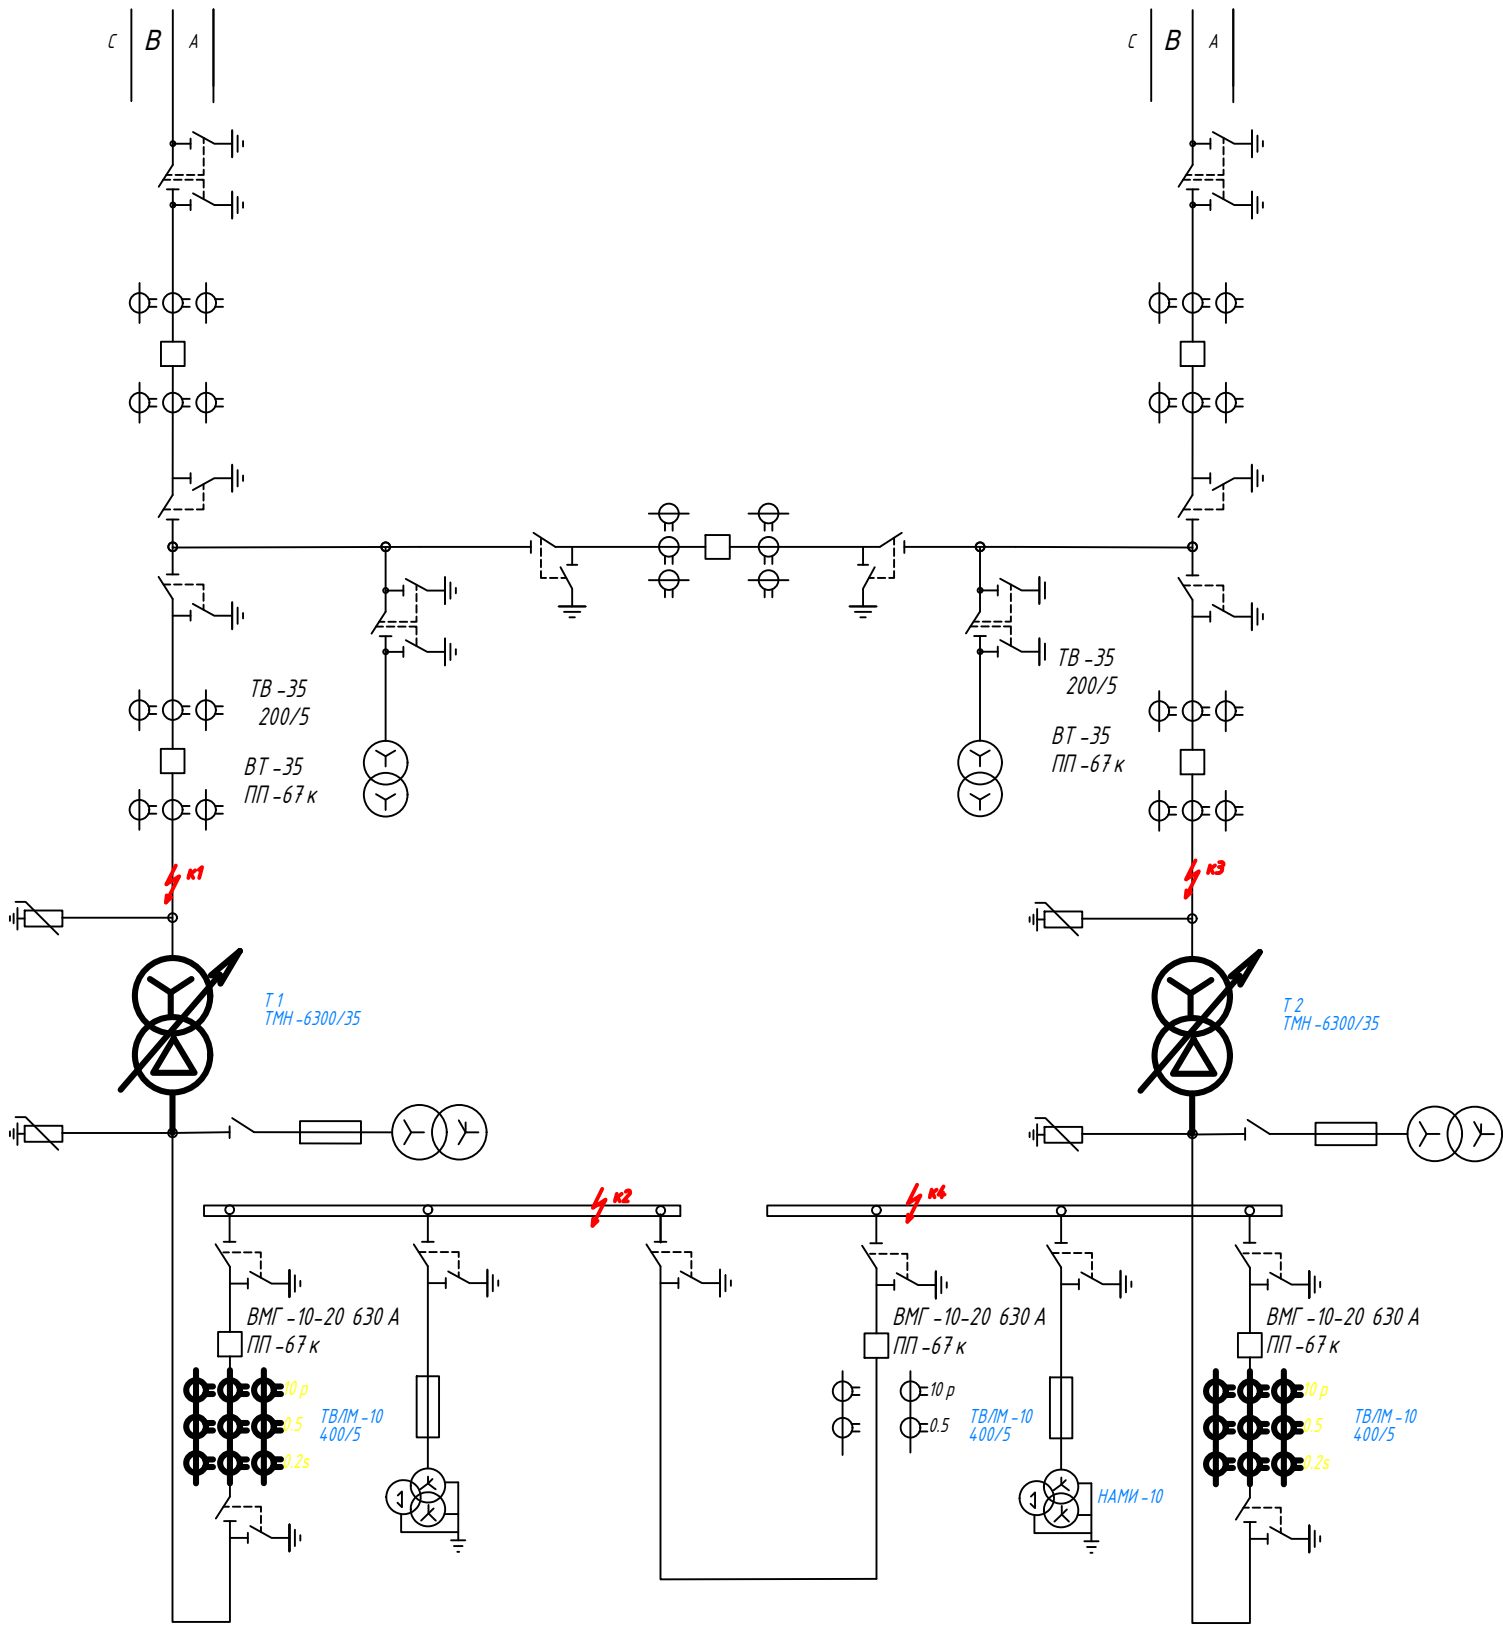 С В А
С В А
ТВ-35
200/5
ВТ-35
ПП-67к
ТВ-35
200/5
ВТ-35
ПП-67к
к1
к3
Т1
ТМН-6300/35
Т2
ТМН-6300/35
к2
к4
ВМГ-10-20 630 А
ПП-67к
ВМГ-10-20 630 А
ПП-67к
ВМГ-10-20 630 А
ПП-67к
10р
0.5
0.2s
ТВЛМ-10
400/5
10р
0.5
ТВЛМ-10
400/5
НАМИ-10
10р
0.5
0.2s
ТВЛМ-10
400/5